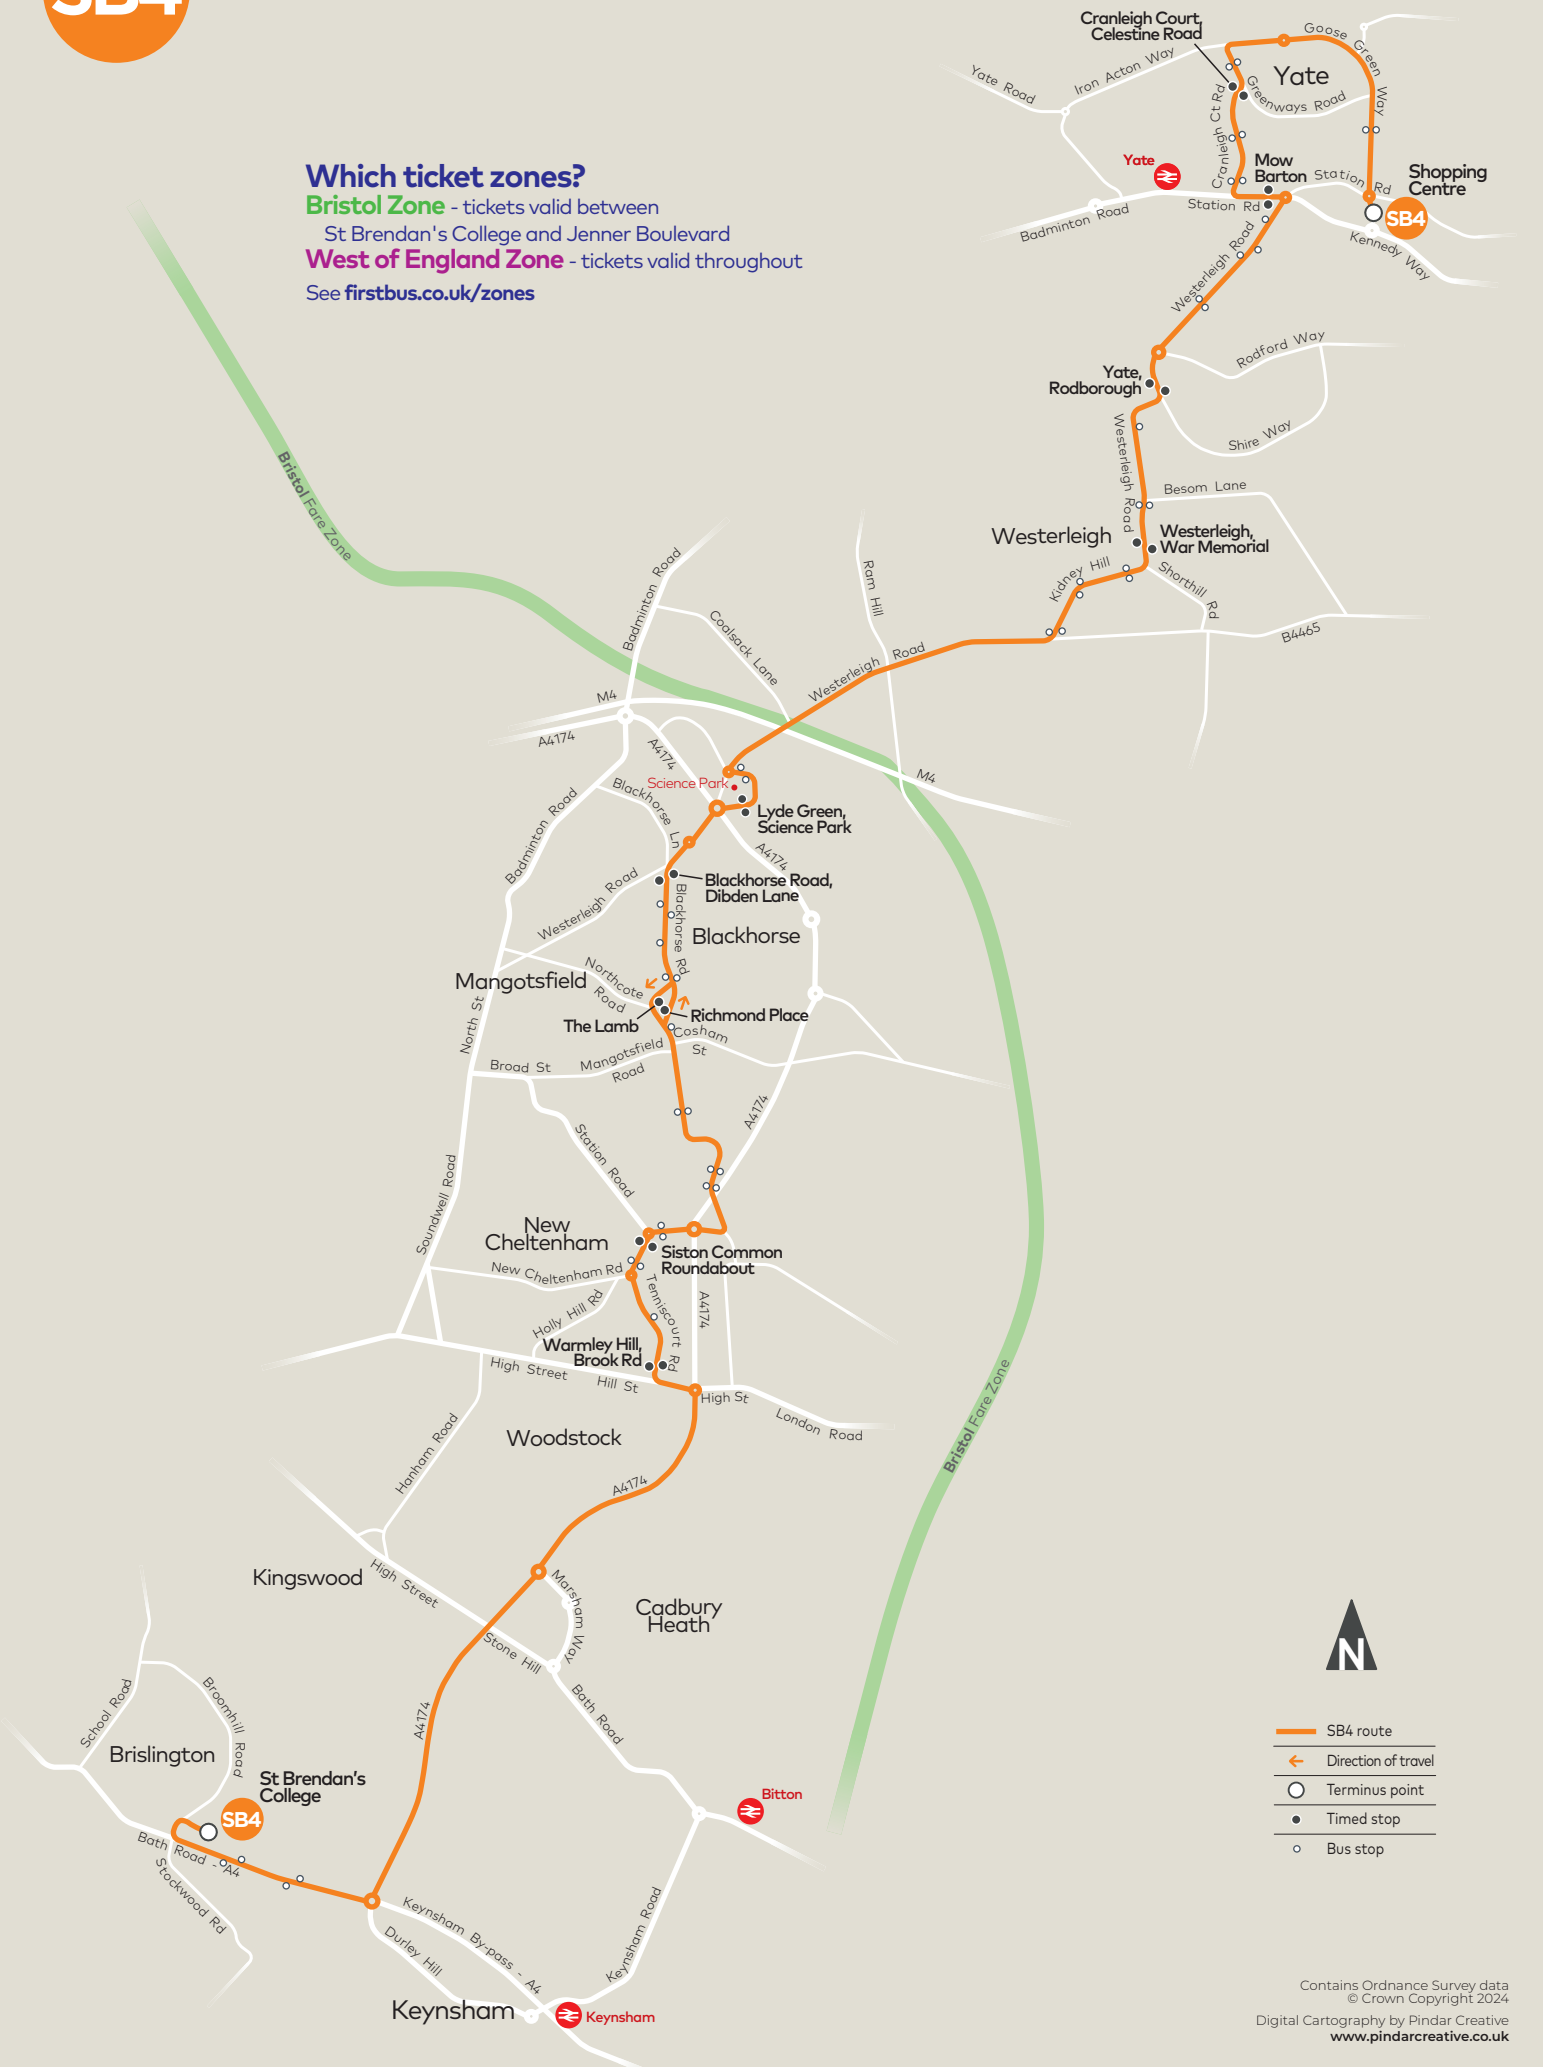 SB4
Cranleigh Court,
Celestine Road
Goose Green Way
Yate
Yate Road
Iron Acton Way
Greenways Road
Cranleigh Ct Rd
Yate
Mow
Barton
Station Rd
Shopping
Centre
SB4
Station Rd
Badminton Road
Kennedy Way
Westerleigh Road
Which ticket zones?
Bristol Zone - tickets valid between
St Brendan's College and Jenner Boulevard
West of England Zone - tickets valid throughout
See firstbus.co.uk/zones
Rodford Way
Yate,
Rodborough
Shire Way
Westerleigh Road
Besom Lane
Bristol Fare Zone
Westerleigh
Westerleigh,
War Memorial
Kidney Hill
Shorthill Rd
B4465
Ram Hill
Badminton Road
Coalsack Lane
Westerleigh Road
M4
A4174
A4174
M4
Science Park
Blackhorse Ln
Lyde Green,
Science Park
Badminton Road
A4174
Blackhorse Road,
Dibden Lane
Westerleigh Road
Blackhorse Rd
Blackhorse
Mangotsfield
Northcote
Road
Richmond Place
The Lamb
North St
Cosham
St
Mangotsfield
Road
Broad St
A4174
Station Road
Soundwell Road
New
Cheltenham
Siston Common
Roundabout
New Cheltenham Rd
Tenniscourt Rd
A4174
Holly Hill Rd
Warmley Hill,
Brook Rd
High Street
Hill St
High St
London Road
Bristol Fare Zone
Woodstock
Hanham Road
A4174
Kingswood
High Street
Marsham Way
Cadbury
Heath
Stone Hill
Bath Road
A4174
School Road
Broomhill Road
Brislington
St Brendan's
College
SB4
Bath Road - A4
Stockwood Rd
Bitton
Keynsham By-pass - A4
Durley Hill
Keynsham Road
Keynsham
Keynsham
N
SB4 route
Direction of travel
Terminus point
Timed stop
Bus stop
Contains Ordnance Survey data
© Crown Copyright 2024
Digital Cartography by Pindar Creative
www.pindarcreative.co.uk